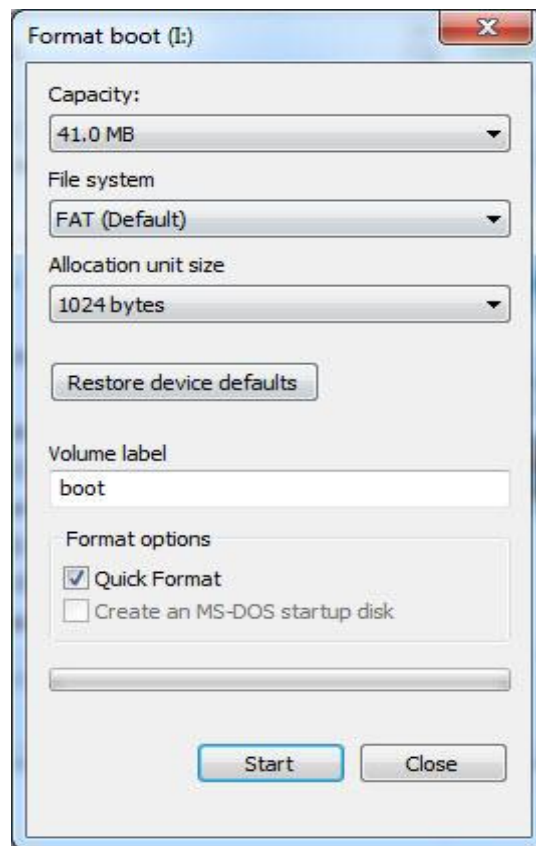 Format boot (I:)
Capacity:
41.0 MB
File system
FAT (Default)
Allocation unit size
1024 bytes
Restore device defaults
Volume label
boot
Format options
Quick Format
Create an MS-DOS startup disk
Start Close